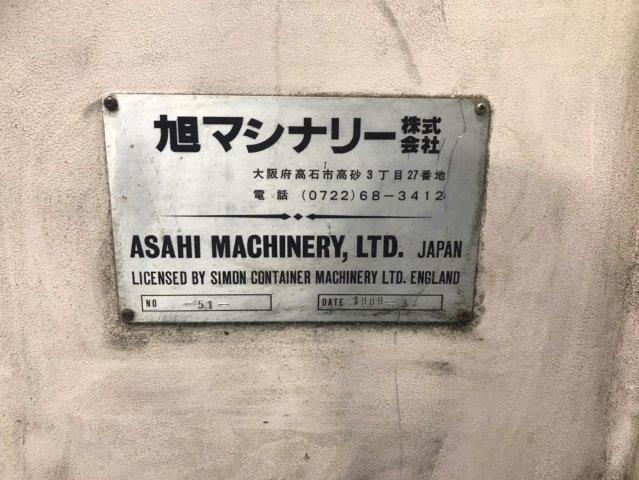 旭マシナリー株式会社
大阪府高石市高砂3丁目27番地
電話 (0722)68-3412
ASAHI MACHINERY, LTD. JAPAN
LICENSED BY SIMON CONTAINER MACHINERY LTD. ENGLAND
NO -51- DATE 1989-3